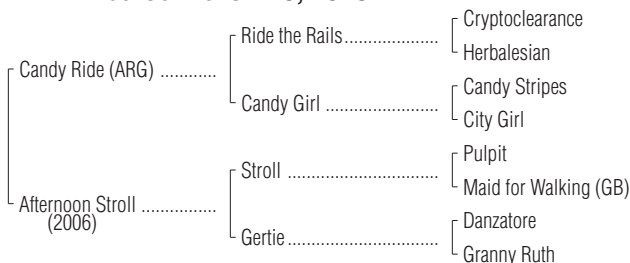 Cryptoclearance
Ride the Rails
Herbalesian
Candy Ride (ARG)
Candy Stripes
Candy Girl
City Girl
Pulpit
Stroll
Maid for Walking (GB)
Afternoon Stroll
(2006)
Danzatore
Gertie
Granny Ruth